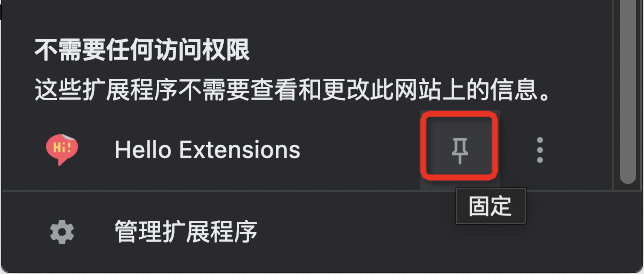 不需要任何访问权限
这些扩展程序不需要查看和更改此网站上的信息。
Hi!
Hello Extensions
固定
管理扩展程序